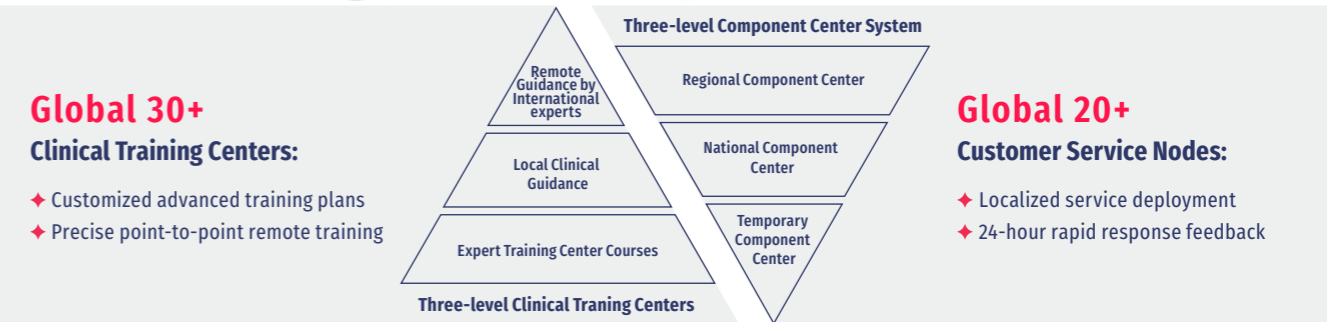 Global 30+
Clinical Training Centers:
✦ Customized advanced training plans
✦ Precise point-to-point remote training
Remote
Guidance by
International
experts
Local Clinical
Guidance
Expert Training Center Courses
Three-level Clinical Traning Centers
Three-level Component Center System
Regional Component Center
National Component
Center
Temporary
Component
Center
Global 20+
Customer Service Nodes:
✦ Localized service deployment
✦ 24-hour rapid response feedback